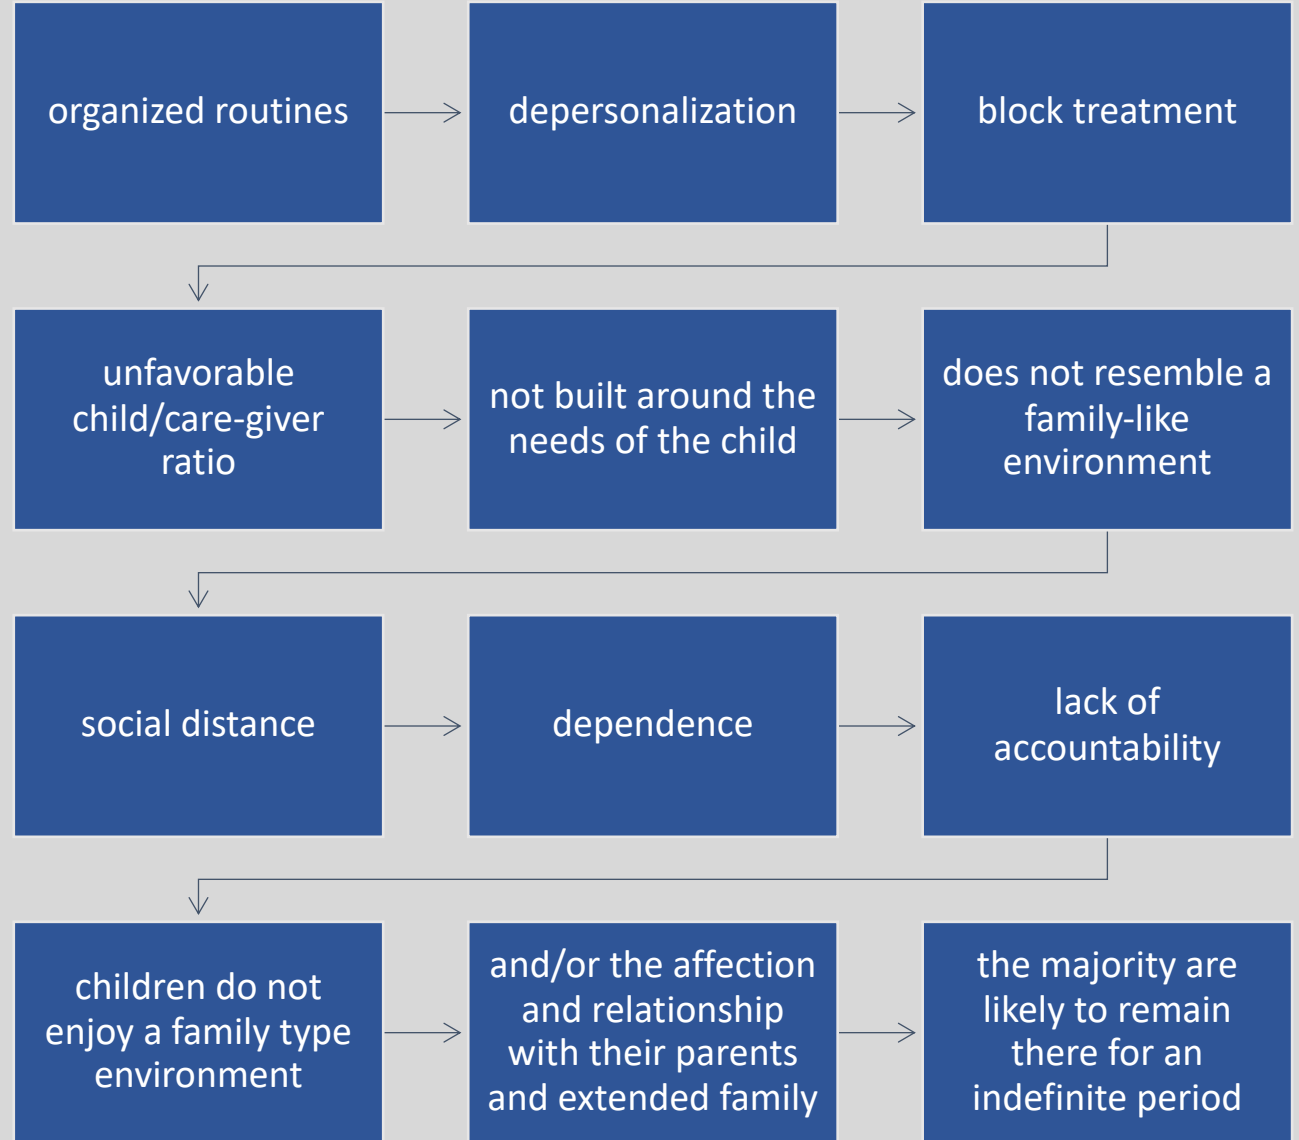 organized routines
depersonalization
block treatment
unfavorable
child/care-giver
ratio
not built around the
needs of the child
does not resemble a
family-like
environment
social distance
dependence
lack of
accountability
children do not
enjoy a family type
environment
and/or the affection
and relationship
with their parents
and extended family
the majority are
likely to remain
there for an
indefinite period